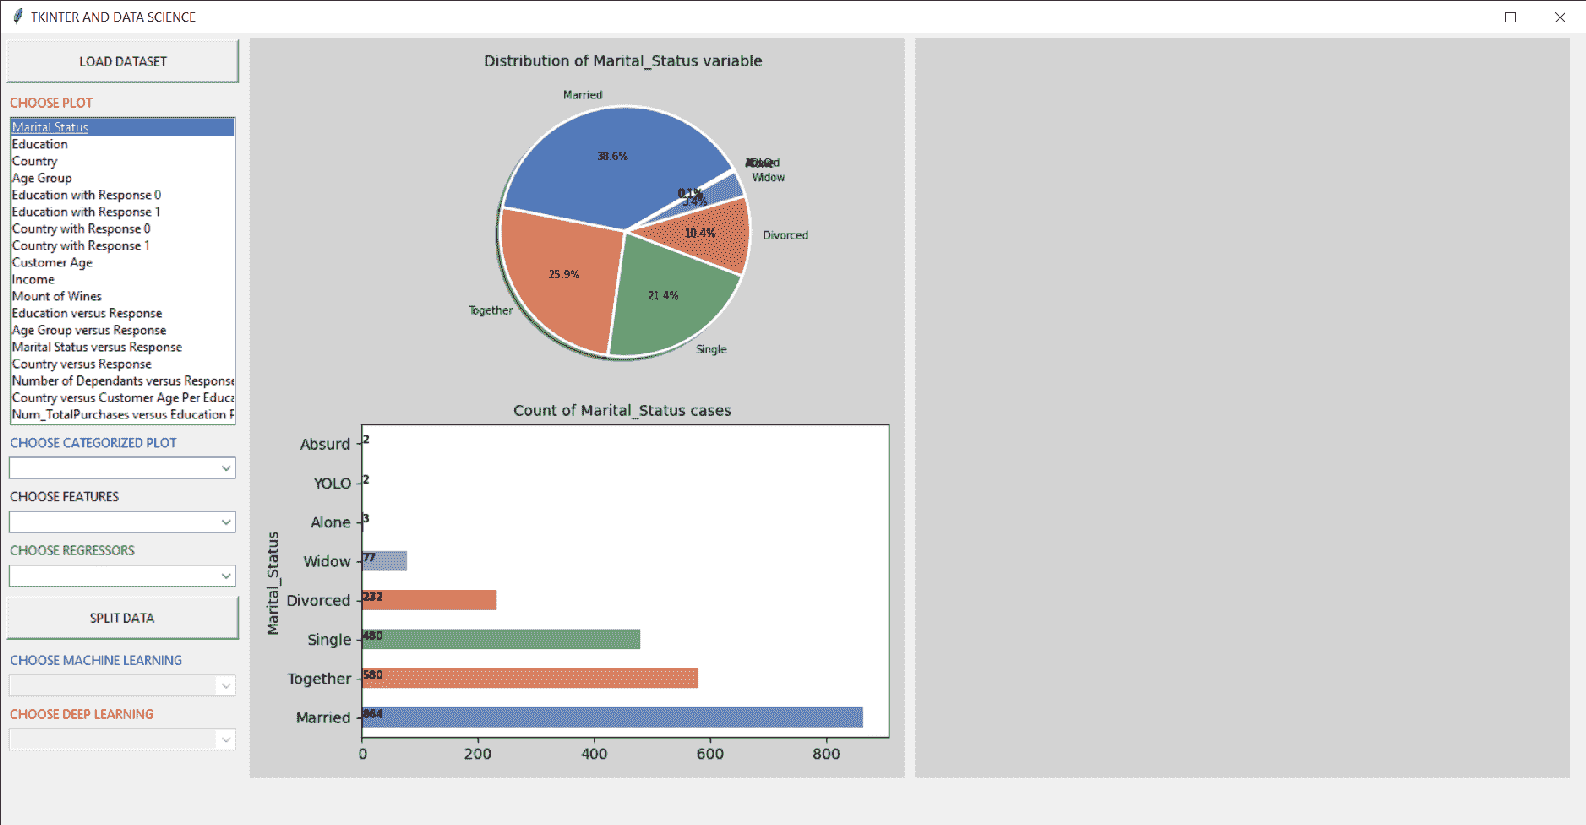 TKINTER AND DATA SCIENCE
LOAD DATASET
CHOOSE PLOT
Marital Status
Education
Country
Age Group
Education with Response 0
Education with Response 1
Country with Response 0
Country with Response 1
Customer Age
Income
Mount of Wines
Education versus Response
Age Group versus Response
Marital Status versus Response
Country versus Response
Number of Dependants versus Response
Country versus Customer Age Per Educa
Num_TotalPurchases versus Education P
CHOOSE CATEGORIZED PLOT
CHOOSE FEATURES
CHOOSE REGRESSORS
SPLIT DATA
CHOOSE MACHINE LEARNING
CHOOSE DEEP LEARNING
Distribution of Marital_Status variable
Married
38.6%
Widow
3.4%
Divorced
10.4%
25.9%
Together
21.4%
Single
Count of Marital_Status cases
Marital_Status
Absurd 2
YOLO 2
Alone 3
Widow 77
Divorced 232
Single 480
Together 580
Married 864
0 200 400 600 800